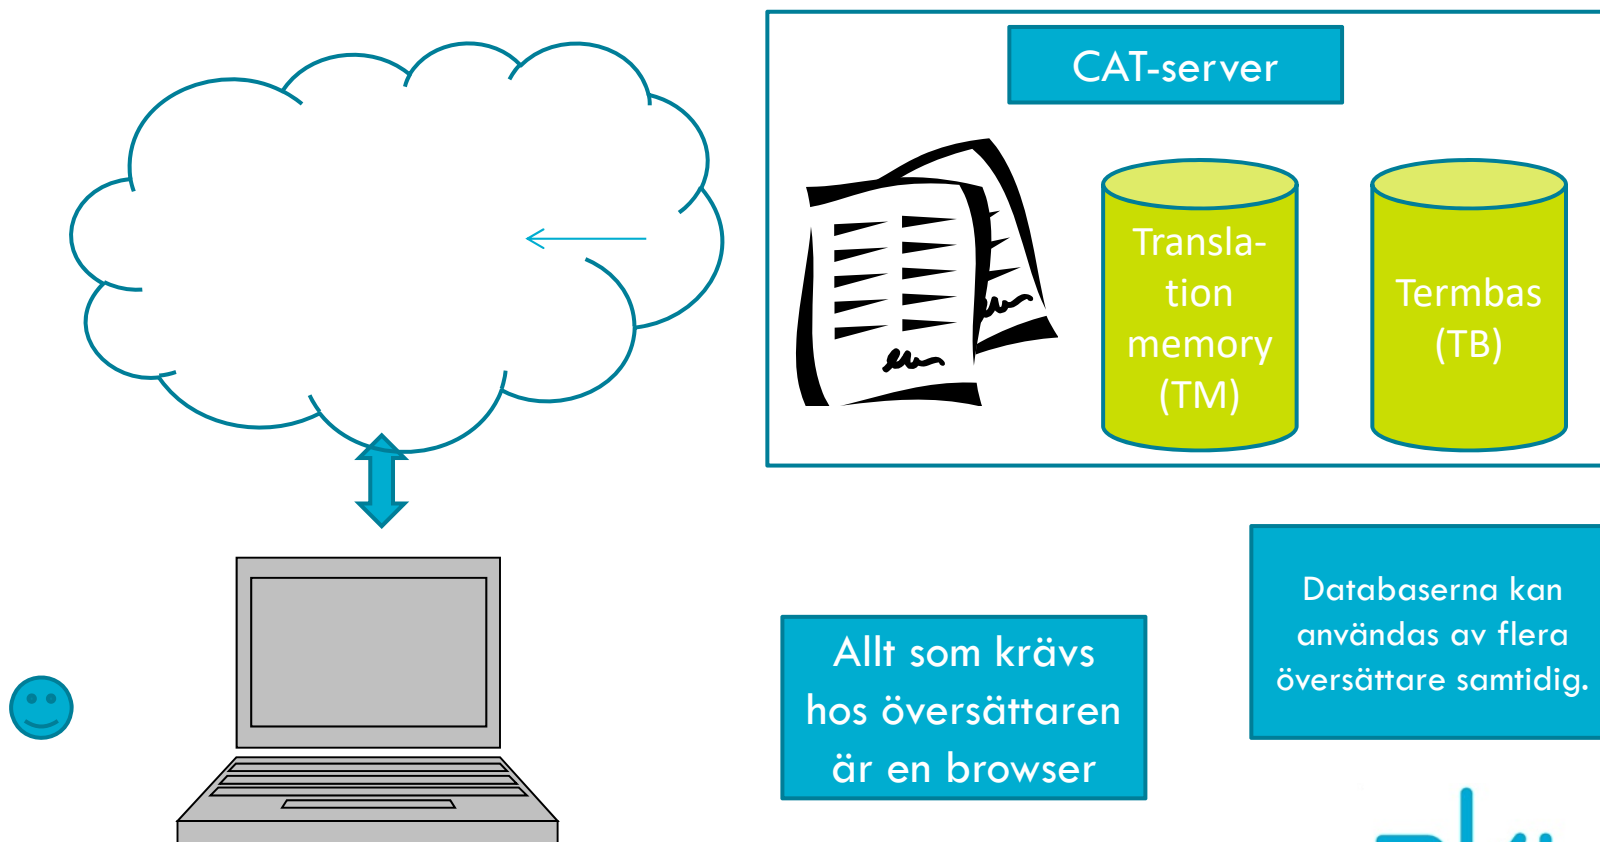 CAT-server
Transla-
tion
memory
(TM)
Termbas
(TB)
Allt som krävs
hos översättaren
är en browser
Databaserna kan
användas av flera
översättare samtidig.